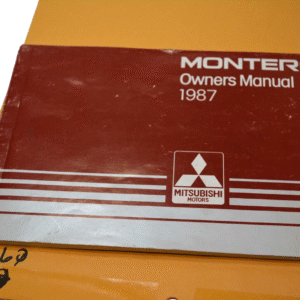 MONTER
Owners Manual
1987
MITSUBISHI
MOTORS